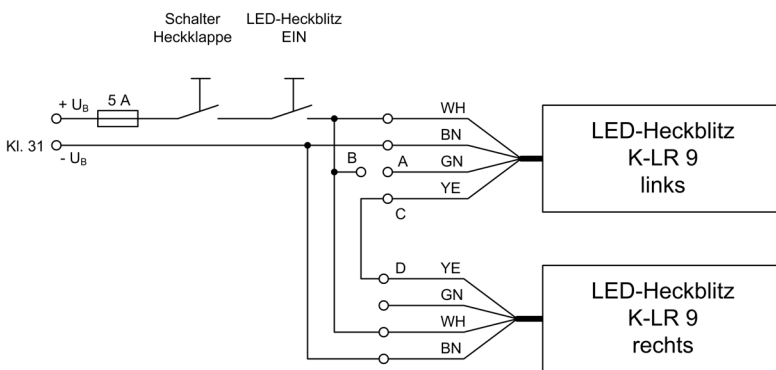 Schalter
Heckklappe
LED-Heckblitz
EIN
+ UB
5 A
Kl. 31
- UB
WH
BN
B
A
GN
YE
C
LED-Heckblitz
K-LR 9
links
D
YE
GN
WH
BN
LED-Heckblitz
K-LR 9
rechts